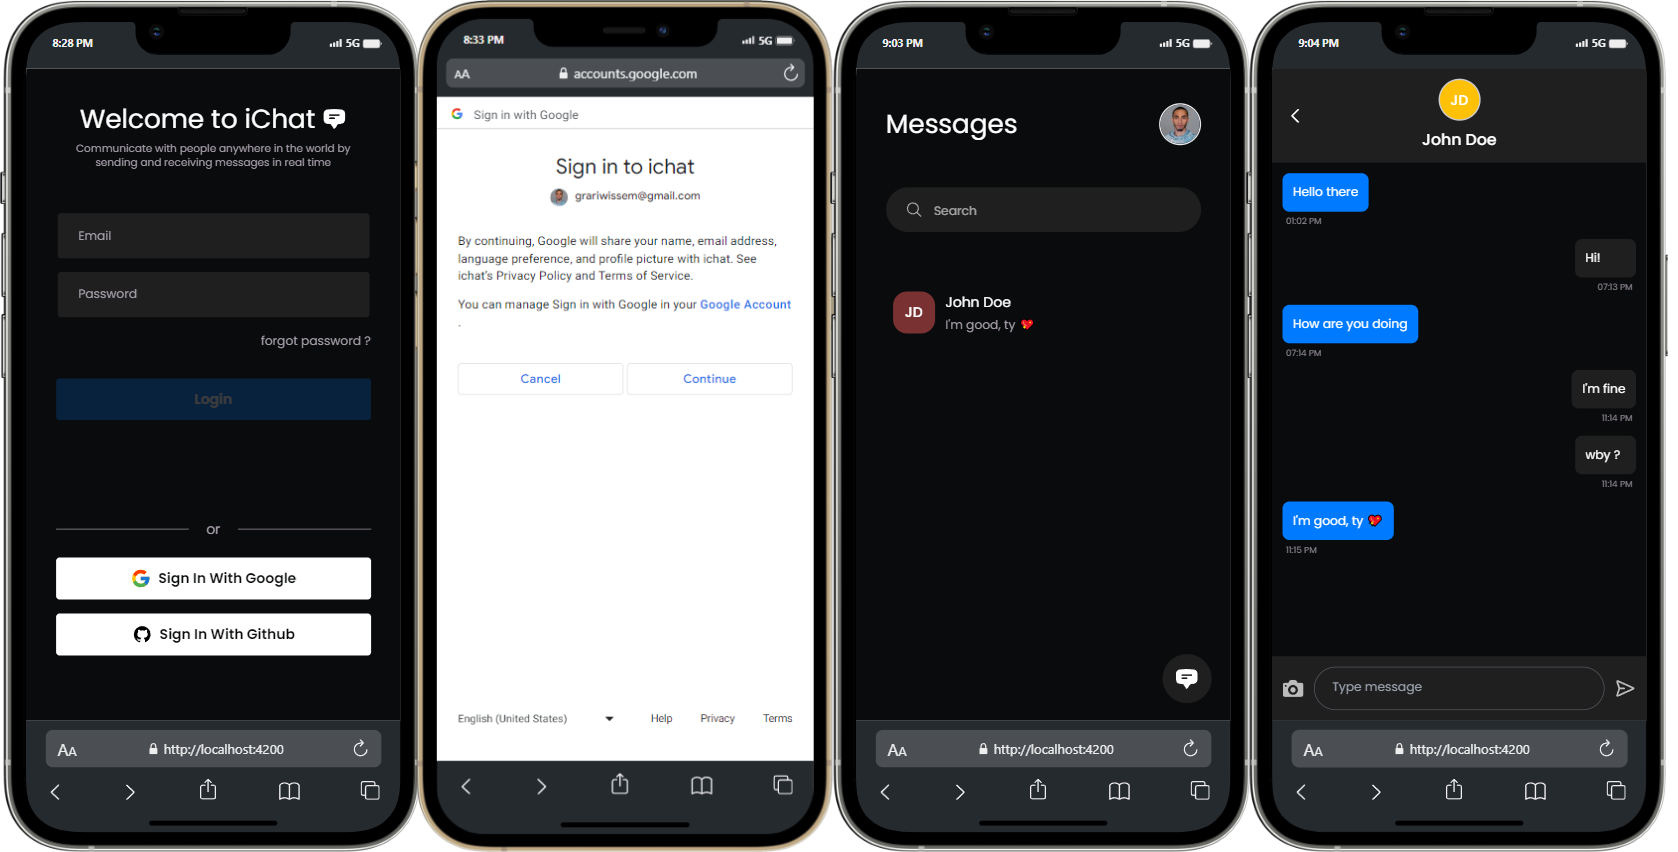 8:28 PM
5G
Welcome to iChat
Communicate with people anywhere in the world by
sending and receiving messages in real time
Email
Password
forgot password ?
Login
or
Sign In With Google
Sign In With Github
AA
http://localhost:4200
8:33 PM
5G
AA
accounts.google.com
Sign in with Google
Sign in to ichat
grariwissem@gmail.com
By continuing, Google will share your name, email address,
language preference, and profile picture with ichat. See
ichat's Privacy Policy and Terms of Service.
You can manage Sign in with Google in your Google Account
.
Cancel
Continue
English (United States)
Help
Privacy
Terms
9:03 PM
5G
Messages
Search
JD
John Doe
I'm good, ty 💖
AA
http://localhost:4200
9:04 PM
5G
JD
John Doe
Hello there
01:02 PM
Hi!
07:13 PM
How are you doing
07:14 PM
I'm fine
11:14 PM
wby ?
11:14 PM
I'm good, ty 💖
11:15 PM
Type message
AA
http://localhost:4200